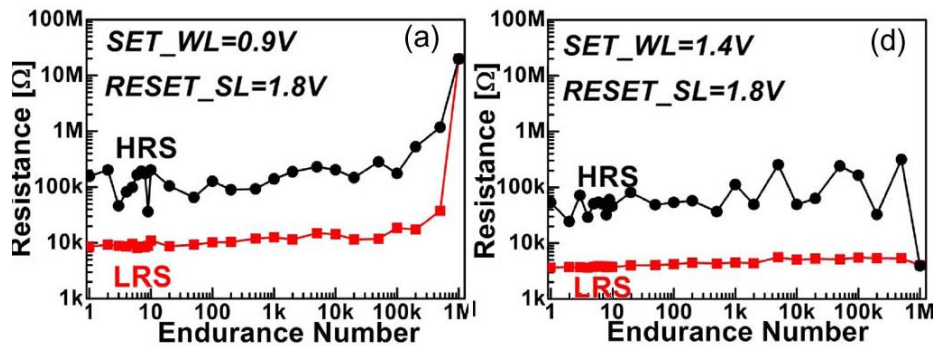 100M
SET_WL=0.9V
(a)
10M
RESET_SL=1.8V
1M
HRS
100k
10k
LRS
1k
1 10 100 1k 10k 100k 1M
Resistance [Ω]
Endurance Number
100M
SET_WL=1.4V
(d)
10M
RESET_SL=1.8V
1M
HRS
100k
10k
LRS
1k
1 10 100 1k 10k 100k 1M
Resistance [Ω]
Endurance Number